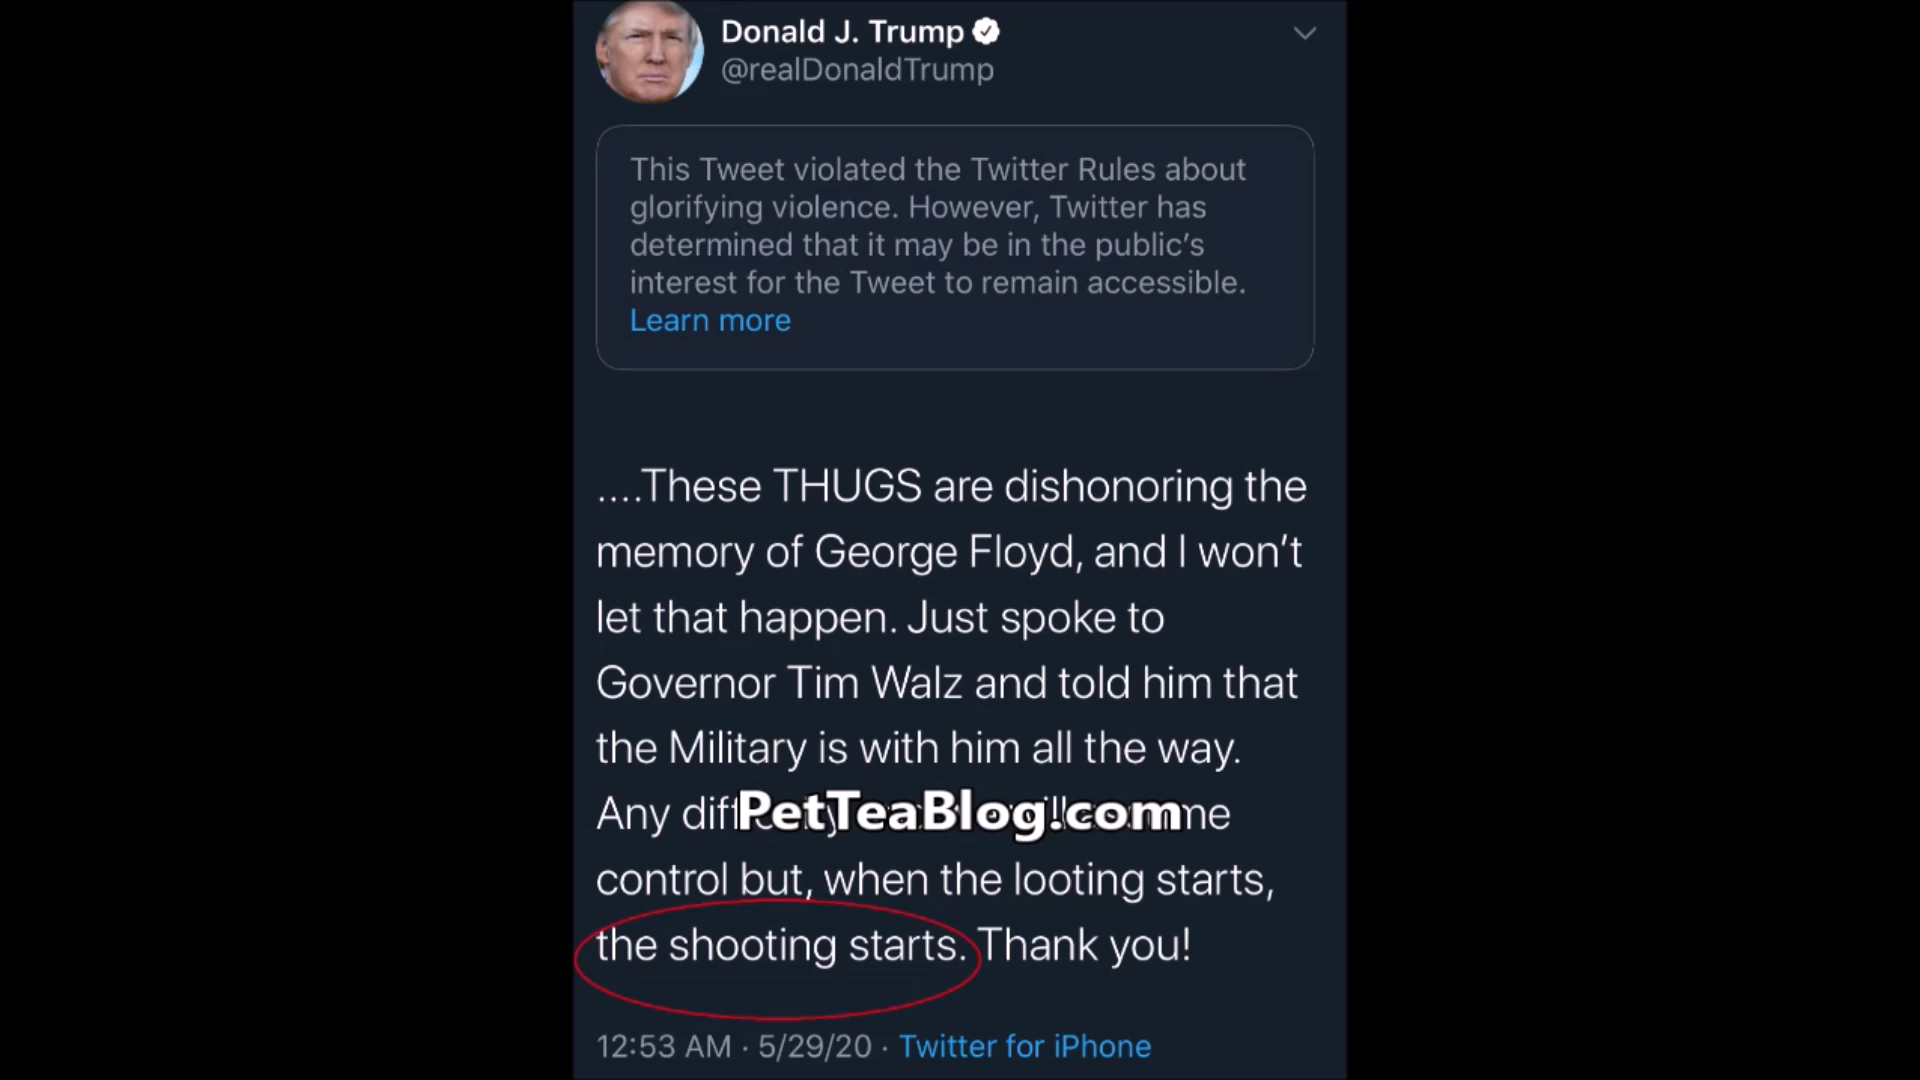 Donald J. Trump
@realDonaldTrump
This Tweet violated the Twitter Rules about
glorifying violence. However, Twitter has
determined that it may be in the public’s
interest for the Tweet to remain accessible.
Learn more
....These THUGS are dishonoring the
memory of George Floyd, and I won’t
let that happen. Just spoke to
Governor Tim Walz and told him that
the Military is with him all the way.
Any
PetTeaBlog.com
control but, when the looting starts,
the shooting starts. Thank you!
12:53 AM · 5/29/20 · Twitter for iPhone